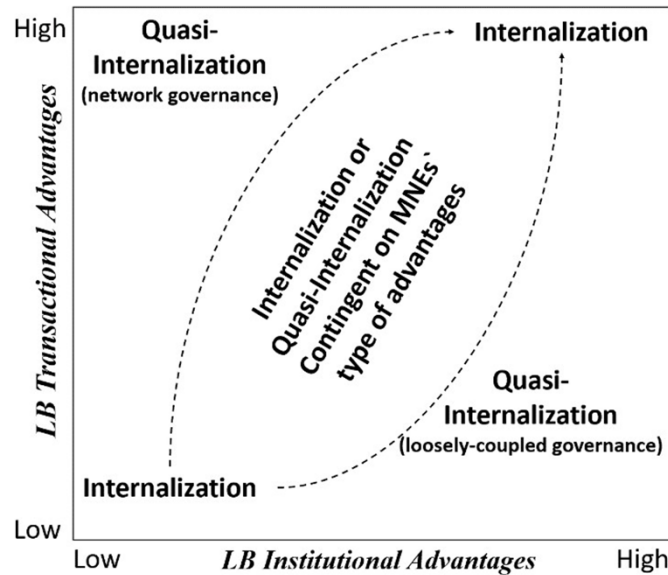 High
Quasi-
Internalization
(network governance)
Internalization
LB Transactional Advantages
Internalization or
Quasi-Internalization
Contingent on MNEs`
type of advantages
Quasi-
Internalization
(loosely-coupled governance)
Internalization
Low
Low
LB Institutional Advantages
High